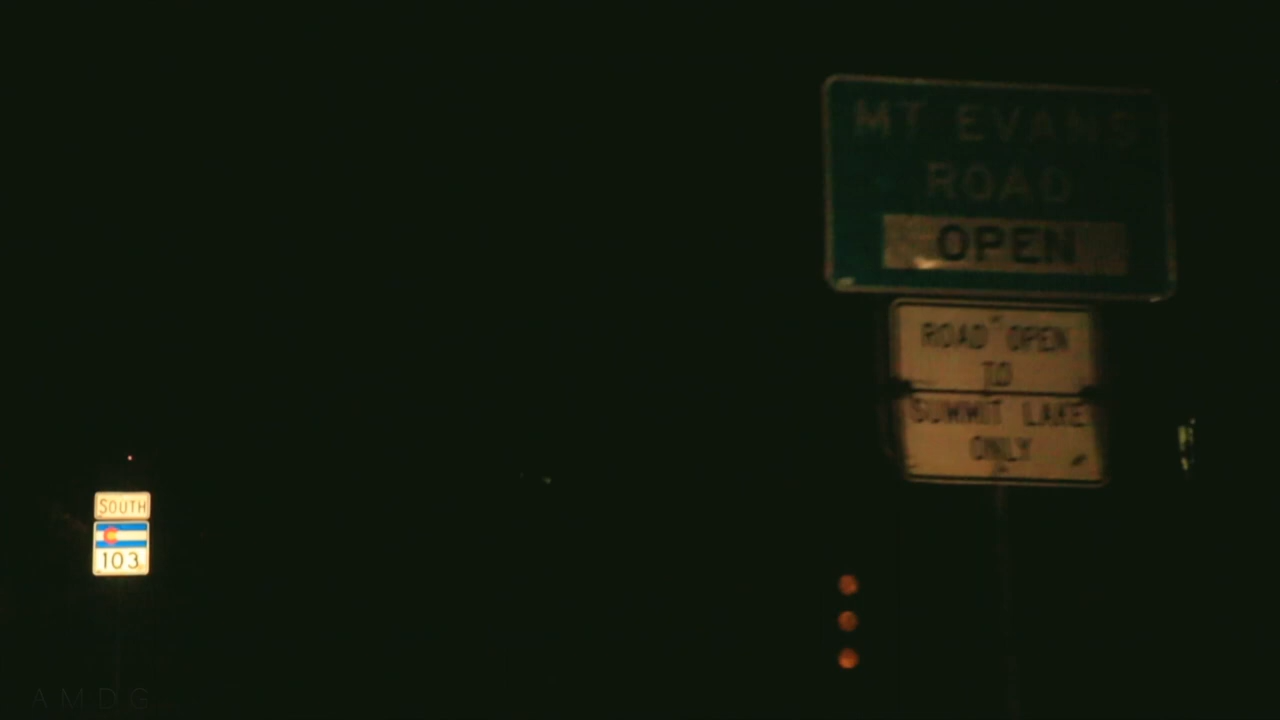 MT EVANS
ROAD
OPEN
ROAD OPEN
TO
SUMMIT LAKE
ONLY
SOUTH
103
AMDG